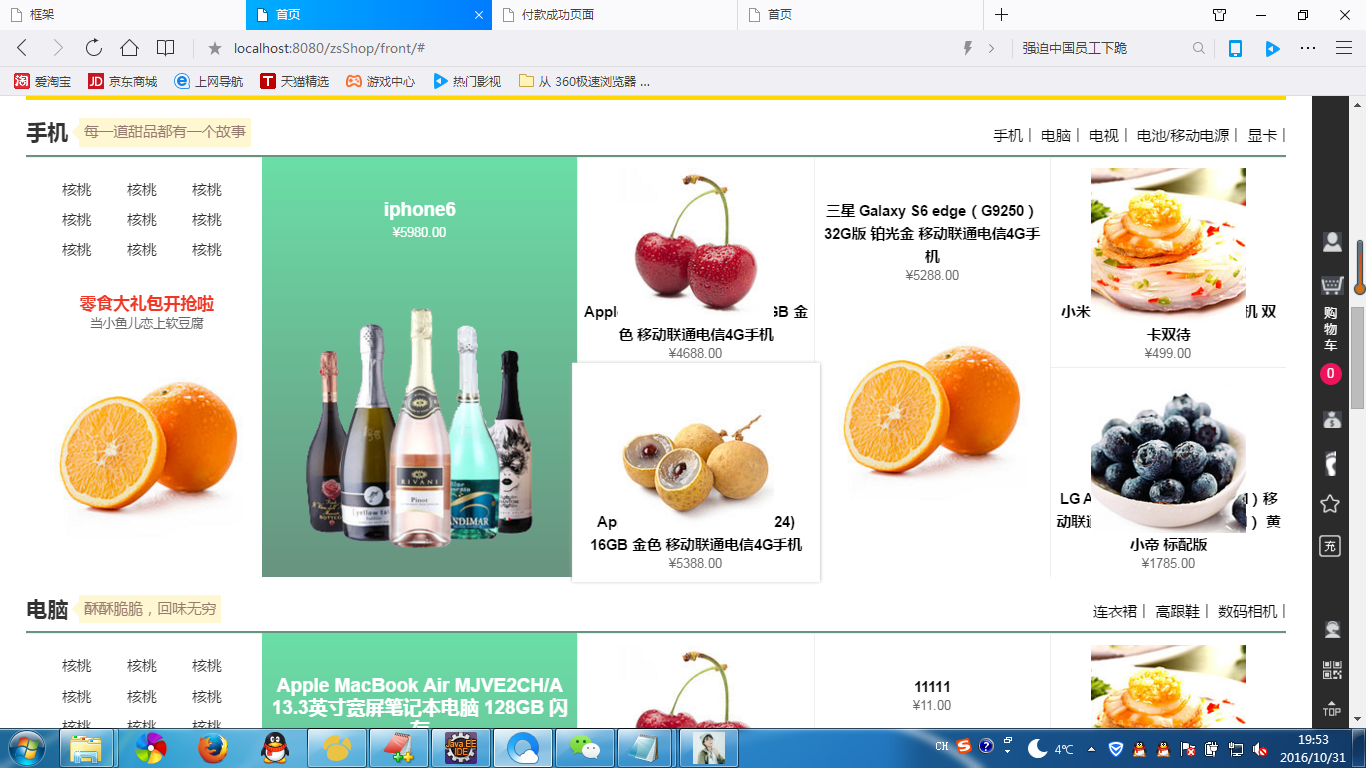 框架
首页
付款成功页面
首页
localhost:8080/zsShop/front/#
强迫中国员工下跪
爱淘宝
JD 京东商城
上网导航
天猫精选
游戏中心
热门影视
从 360极速浏览器 ...
手机
每一道甜品都有一个故事
手机 | 电脑 | 电视 | 电池/移动电源 | 显卡 |
核桃 核桃 核桃
核桃 核桃 核桃
核桃 核桃 核桃
零食大礼包开抢啦
当小鱼儿恋上软豆腐
iphone6
¥5980.00
RIVANI
Pinot
ANDIMAR
GB 金
色 移动联通电信4G手机
¥4688.00
24)
16GB 金色 移动联通电信4G手机
¥5388.00
三星 Galaxy S6 edge（G9250）
32G版 铂光金 移动联通电信4G手
机
¥5288.00
小米 机 双
卡双待
¥499.00
LG ）移
动联 ） 黄
小帝 标配版
¥1785.00
购物车
0
充
TOP
电脑
酥酥脆脆，回味无穷
连衣裙 | 高跟鞋 | 数码相机 |
核桃 核桃 核桃
核桃 核桃 核桃
核桃 核桃 核桃
Apple MacBook Air MJVE2CH/A
13.3英寸宽屏笔记本电脑 128GB 闪
存
11111
¥11.00
Java EE
IDE
CH
4℃
19:53
2016/10/31